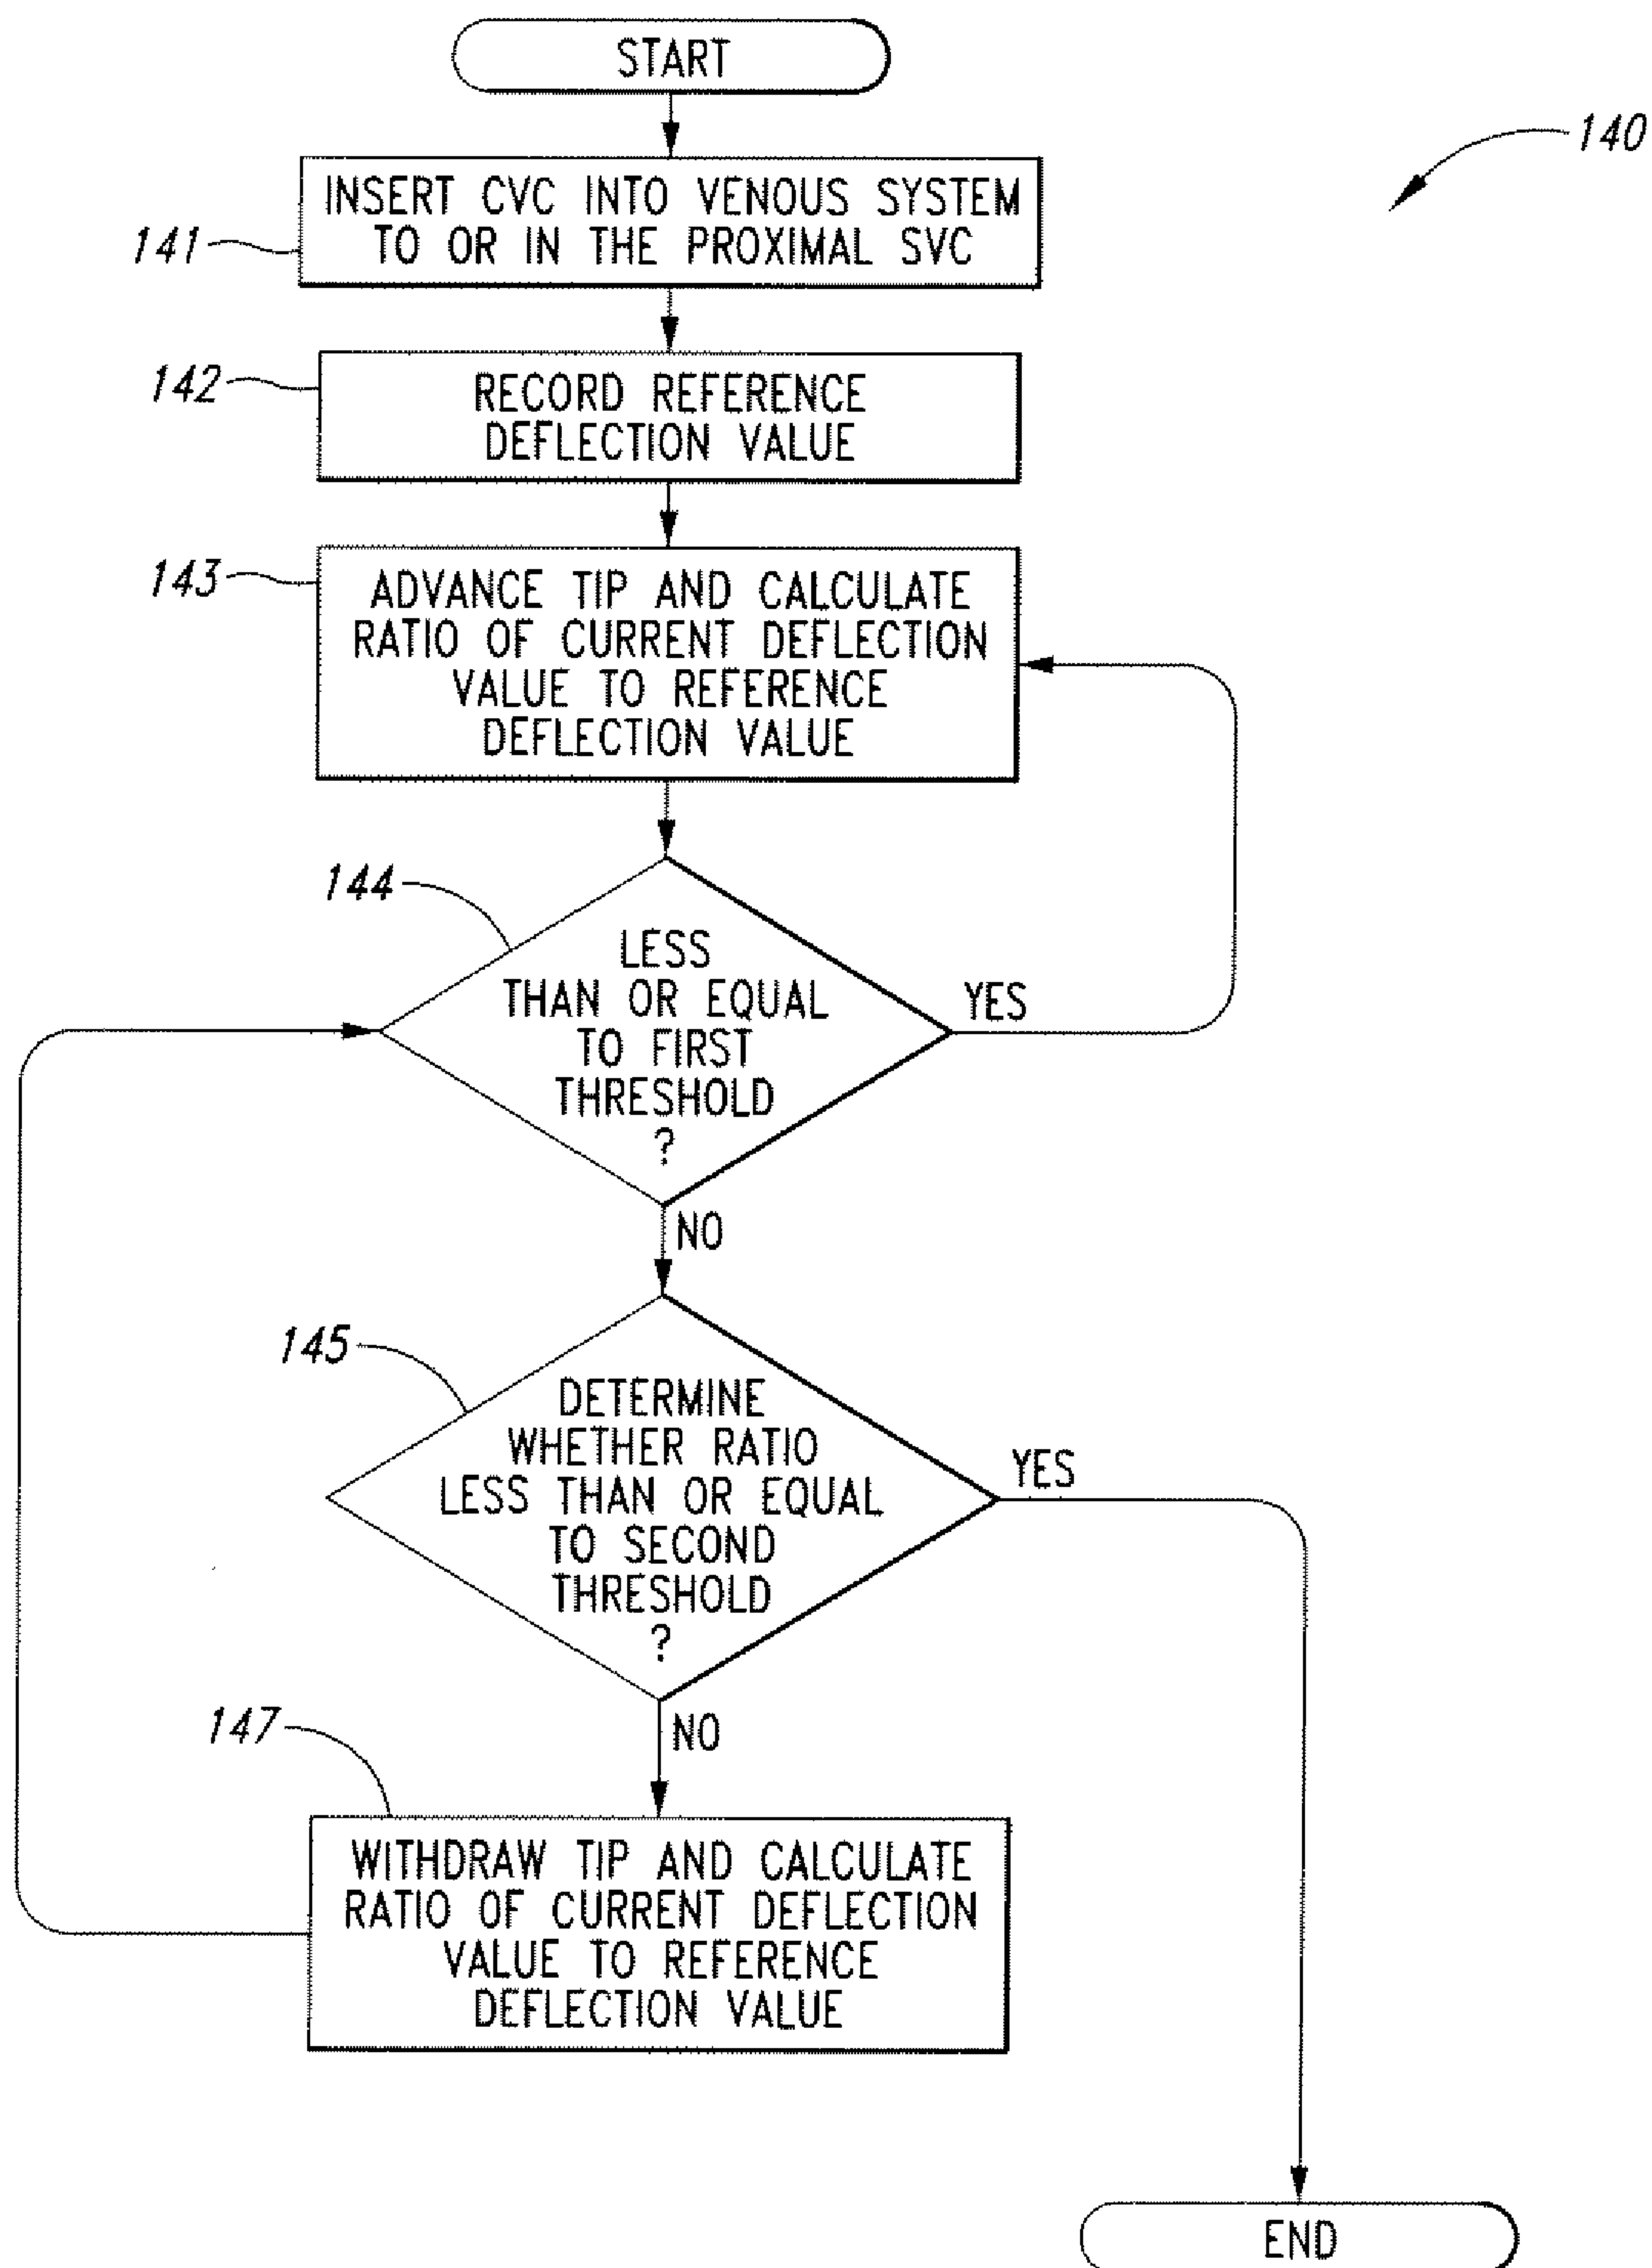 START
140
INSERT CVC INTO VENOUS SYSTEM
TO OR IN THE PROXIMAL SVC
141
142
RECORD REFERENCE
DEFLECTION VALUE
143
ADVANCE TIP AND CALCULATE
RATIO OF CURRENT DEFLECTION
VALUE TO REFERENCE
DEFLECTION VALUE
144
LESS
THAN OR EQUAL
TO FIRST
THRESHOLD
?
YES
NO
145
DETERMINE
WHETHER RATIO
LESS THAN OR EQUAL
TO SECOND
THRESHOLD
?
YES
NO
147
WITHDRAW TIP AND CALCULATE
RATIO OF CURRENT DEFLECTION
VALUE TO REFERENCE
DEFLECTION VALUE
END